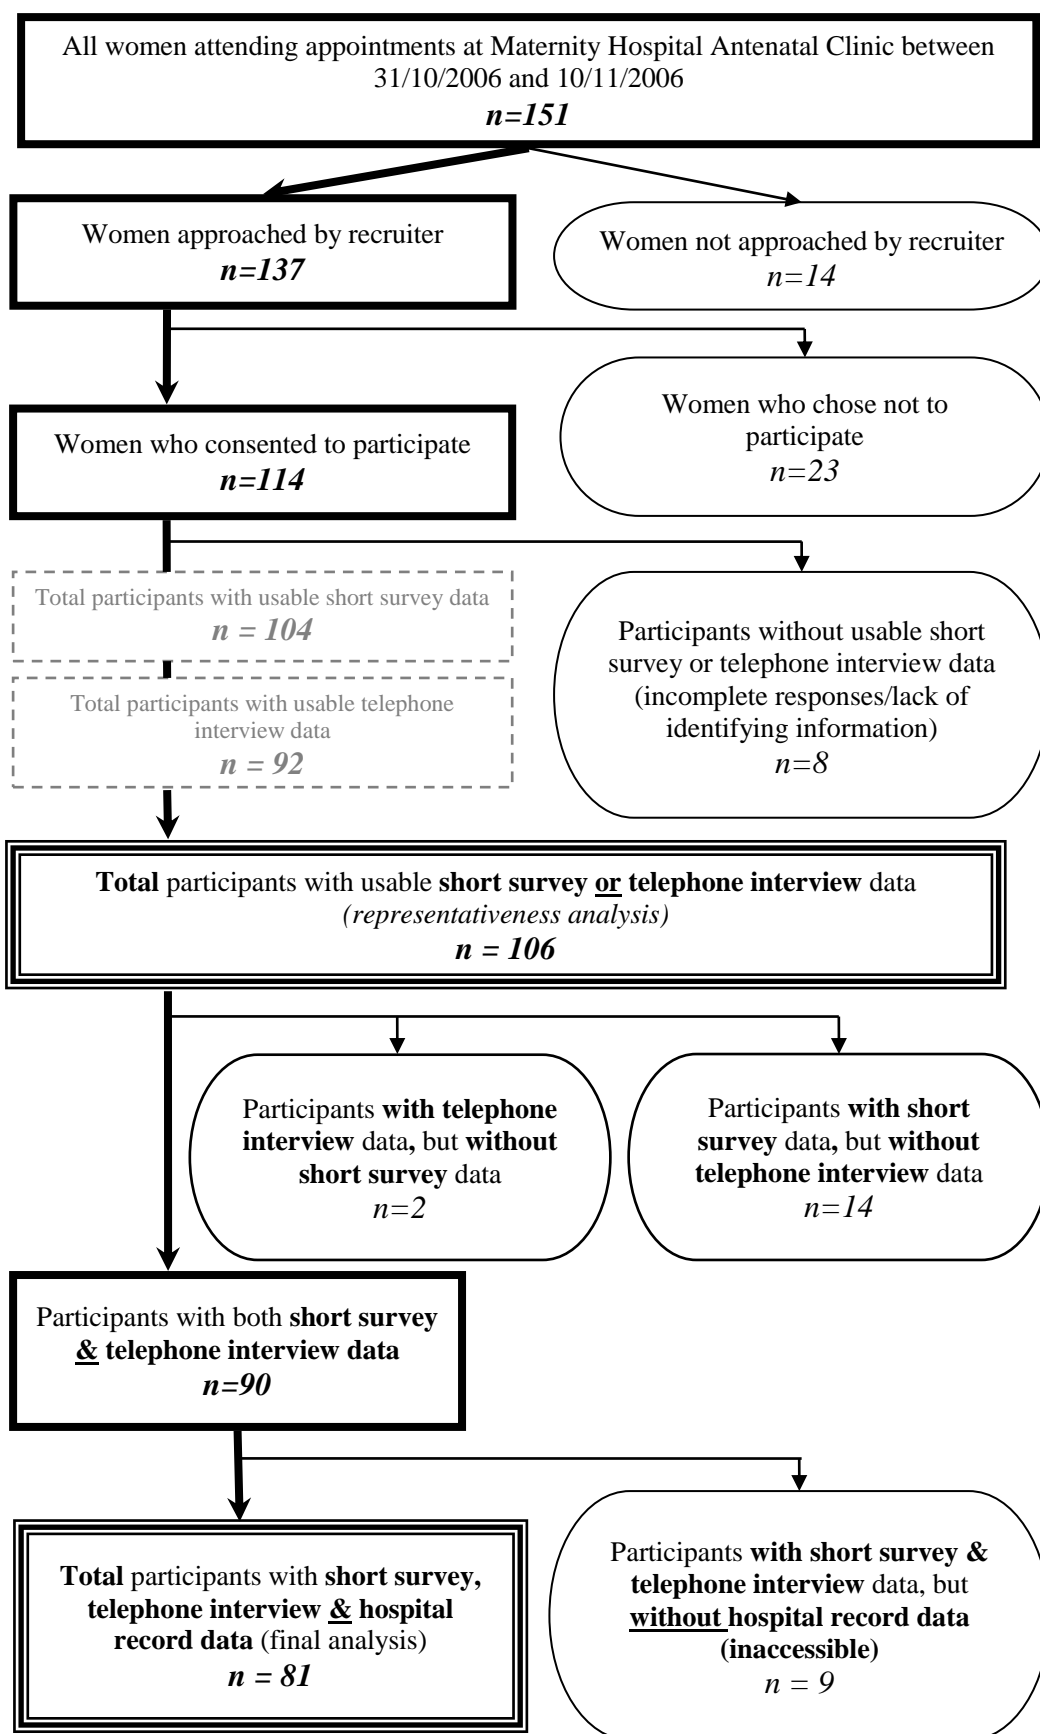 All women attending appointments at Maternity Hospital Antenatal Clinic between
31/10/2006 and 10/11/2006
n=151
Women approached by recruiter
n=137
Women not approached by recruiter
n=14
Women who chose not to
participate
n=23
Women who consented to participate
n=114
Total participants with usable short survey data
n = 104
Total participants with usable telephone
interview data
n = 92
Participants without usable short
survey or telephone interview data
(incomplete responses/lack of
identifying information)
n=8
Total participants with usable short survey or telephone interview data
(representativeness analysis)
n = 106
Participants with telephone
interview data, but without
short survey data
n=2
Participants with short
survey data, but without
telephone interview data
n=14
Participants with both short survey
& telephone interview data
n=90
Total participants with short survey,
telephone interview & hospital
record data (final analysis)
n = 81
Participants with short survey &
telephone interview data, but
without hospital record data
(inaccessible)
n = 9